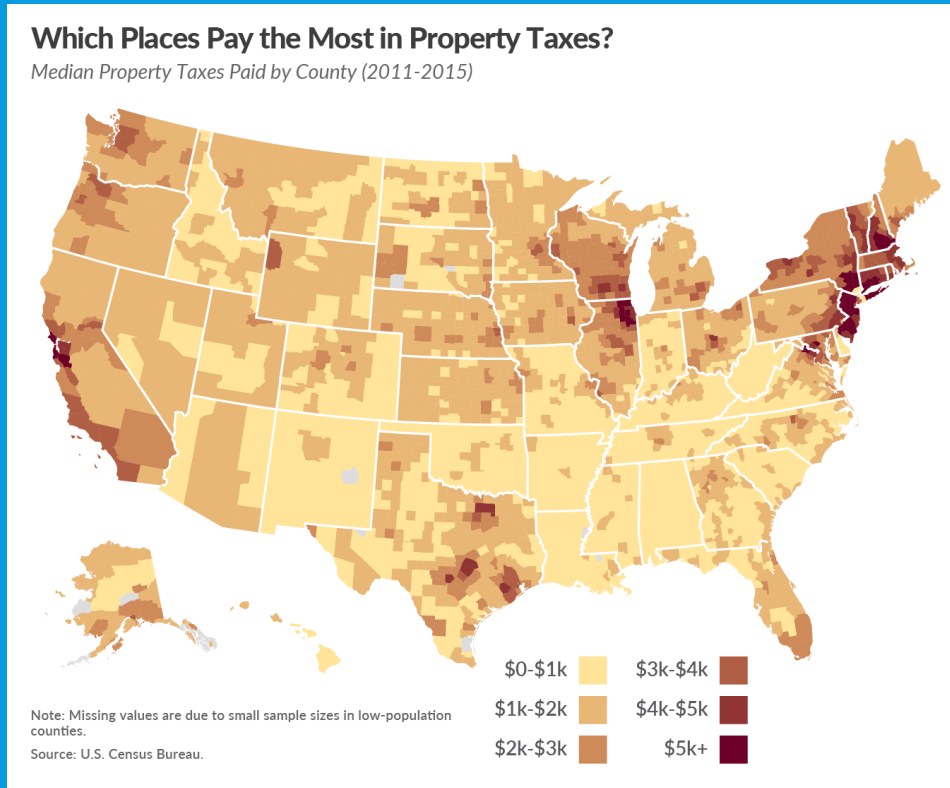 Which Places Pay the Most in Property Taxes?
Median Property Taxes Paid by County (2011-2015)
$0-$1k
$3k-$4k
$1k-$2k
$4k-$5k
$2k-$3k
$5k+
Note: Missing values are due to small sample sizes in low-population
counties.
Source: U.S. Census Bureau.